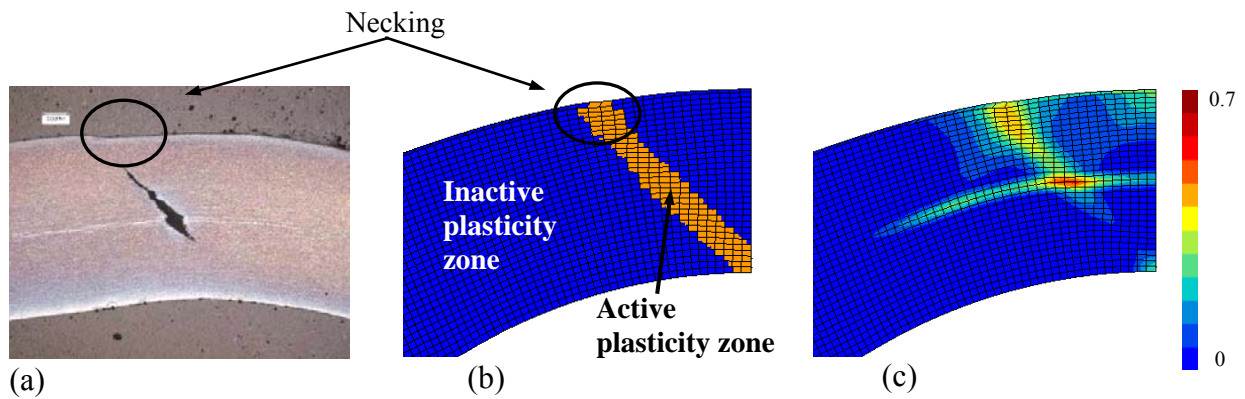 Necking
0.7
Inactive
plasticity
zone
Active
plasticity zone
0
(a)
(b)
(c)